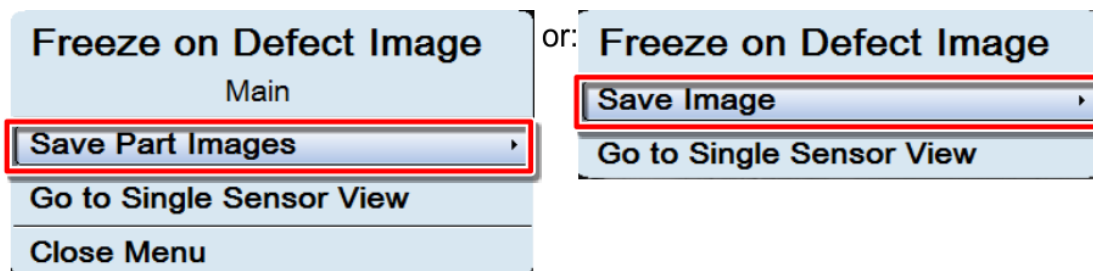 Freeze on Defect Image
Main
Save Part Images
Go to Single Sensor View
Close Menu
or:
Freeze on Defect Image
Save Image
Go to Single Sensor View